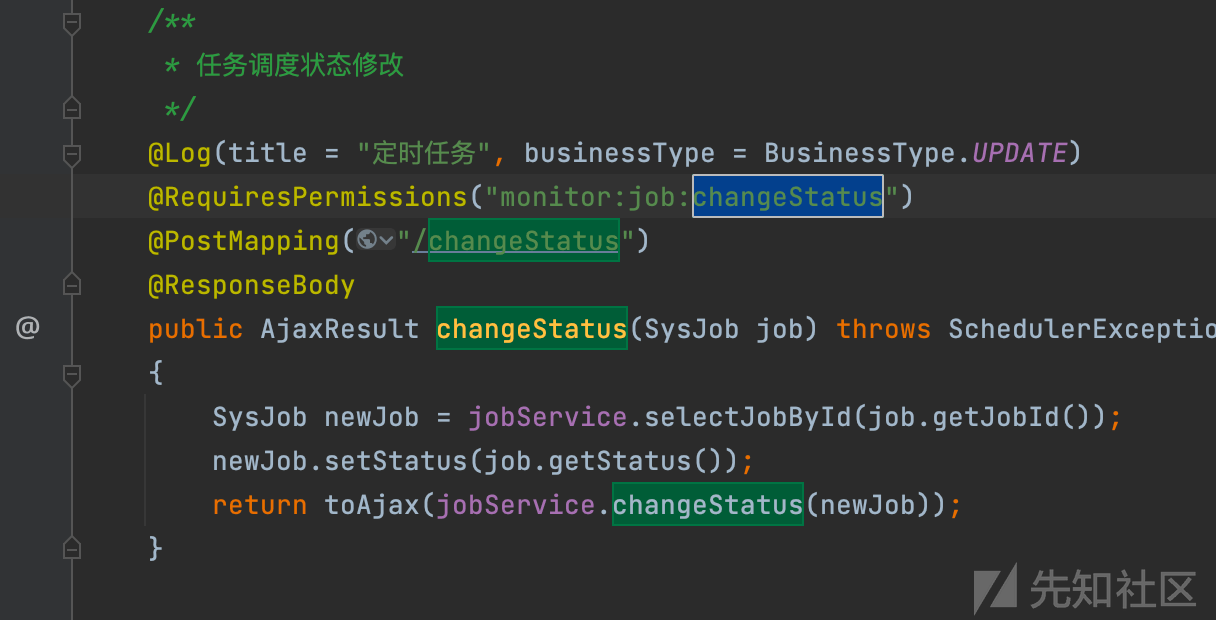 /**
* 任务调度状态修改
*/
@Log(title = "定时任务", businessType = BusinessType.UPDATE)
@RequiresPermissions("monitor:job:changeStatus")
@PostMapping("/changeStatus")
@ResponseBody
@
public AjaxResult changeStatus(SysJob job) throws SchedulerExceptio
{
SysJob newJob = jobService.selectJobById(job.getJobId());
newJob.setStatus(job.getStatus());
return toAjax(jobService.changeStatus(newJob));
}
先知社区